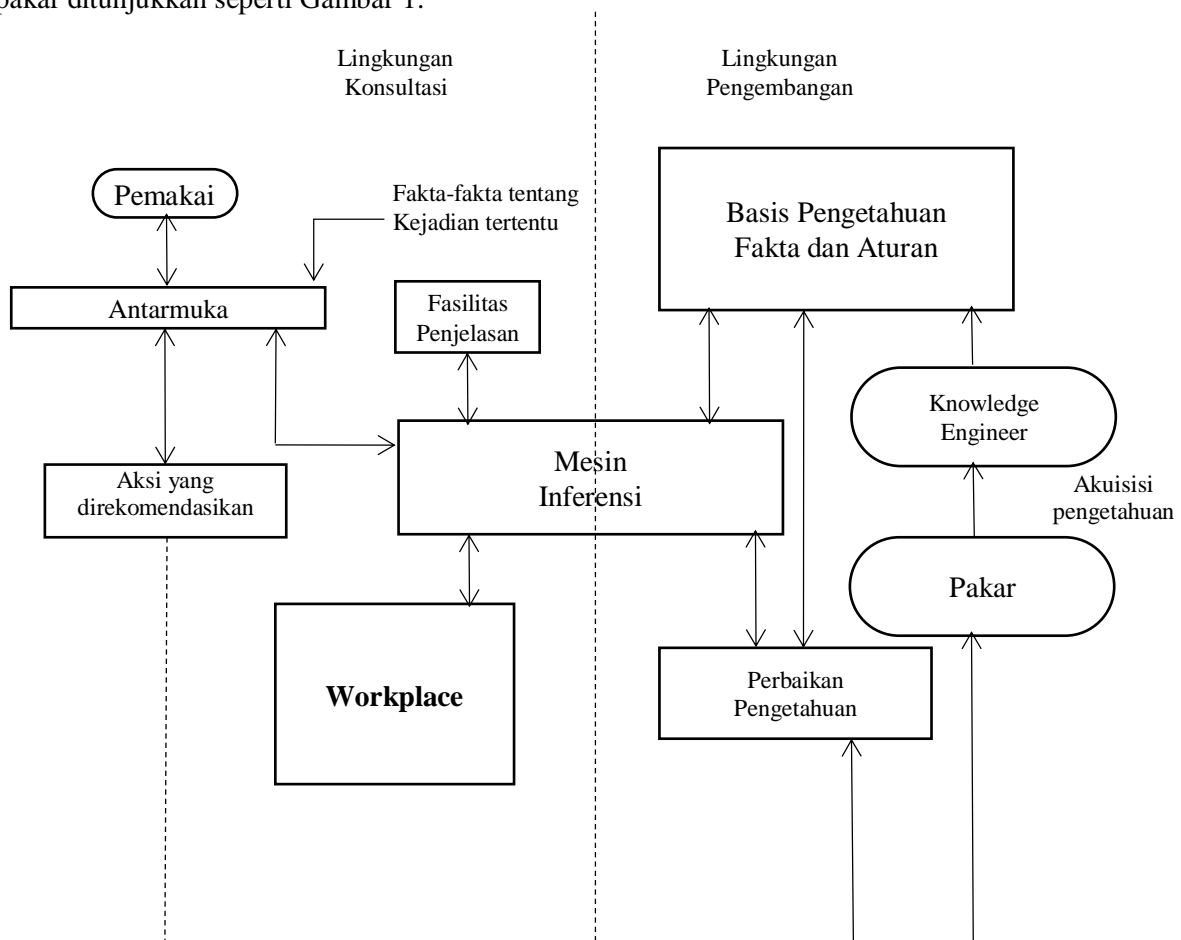 pakar ditunjukkan seperti Gambar 1.
Lingkungan
Konsultasi
Lingkungan
Pengembangan
Pemakai
Fakta-fakta tentang
Kejadian tertentu
Basis Pengetahuan
Fakta dan Aturan
Antarmuka
Fasilitas
Penjelasan
Knowledge
Engineer
Mesin
Inferensi
Aksi yang
direkomendasikan
Akuisisi
pengetahuan
Pakar
Workplace
Perbaikan
Pengetahuan